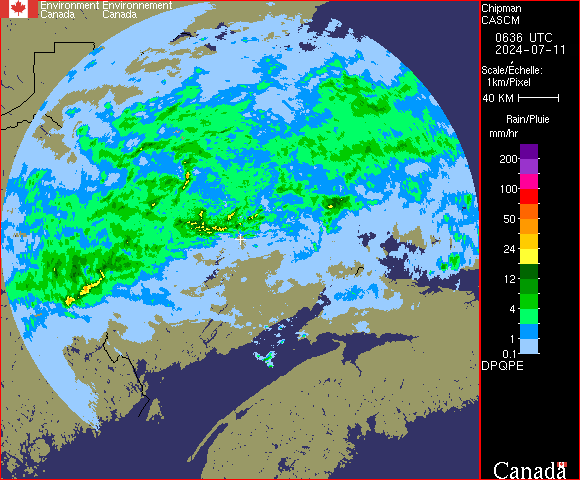 Environment Environnement
Canada Canada
Chipman
CASCM
0636 UTC
2024-07-11
Scale/Echelle:
1km/Pixel
40 KM
Rain/Pluie
mm/hr
200
100
50
24
12
4
1
0.1
DPQPE
Canada